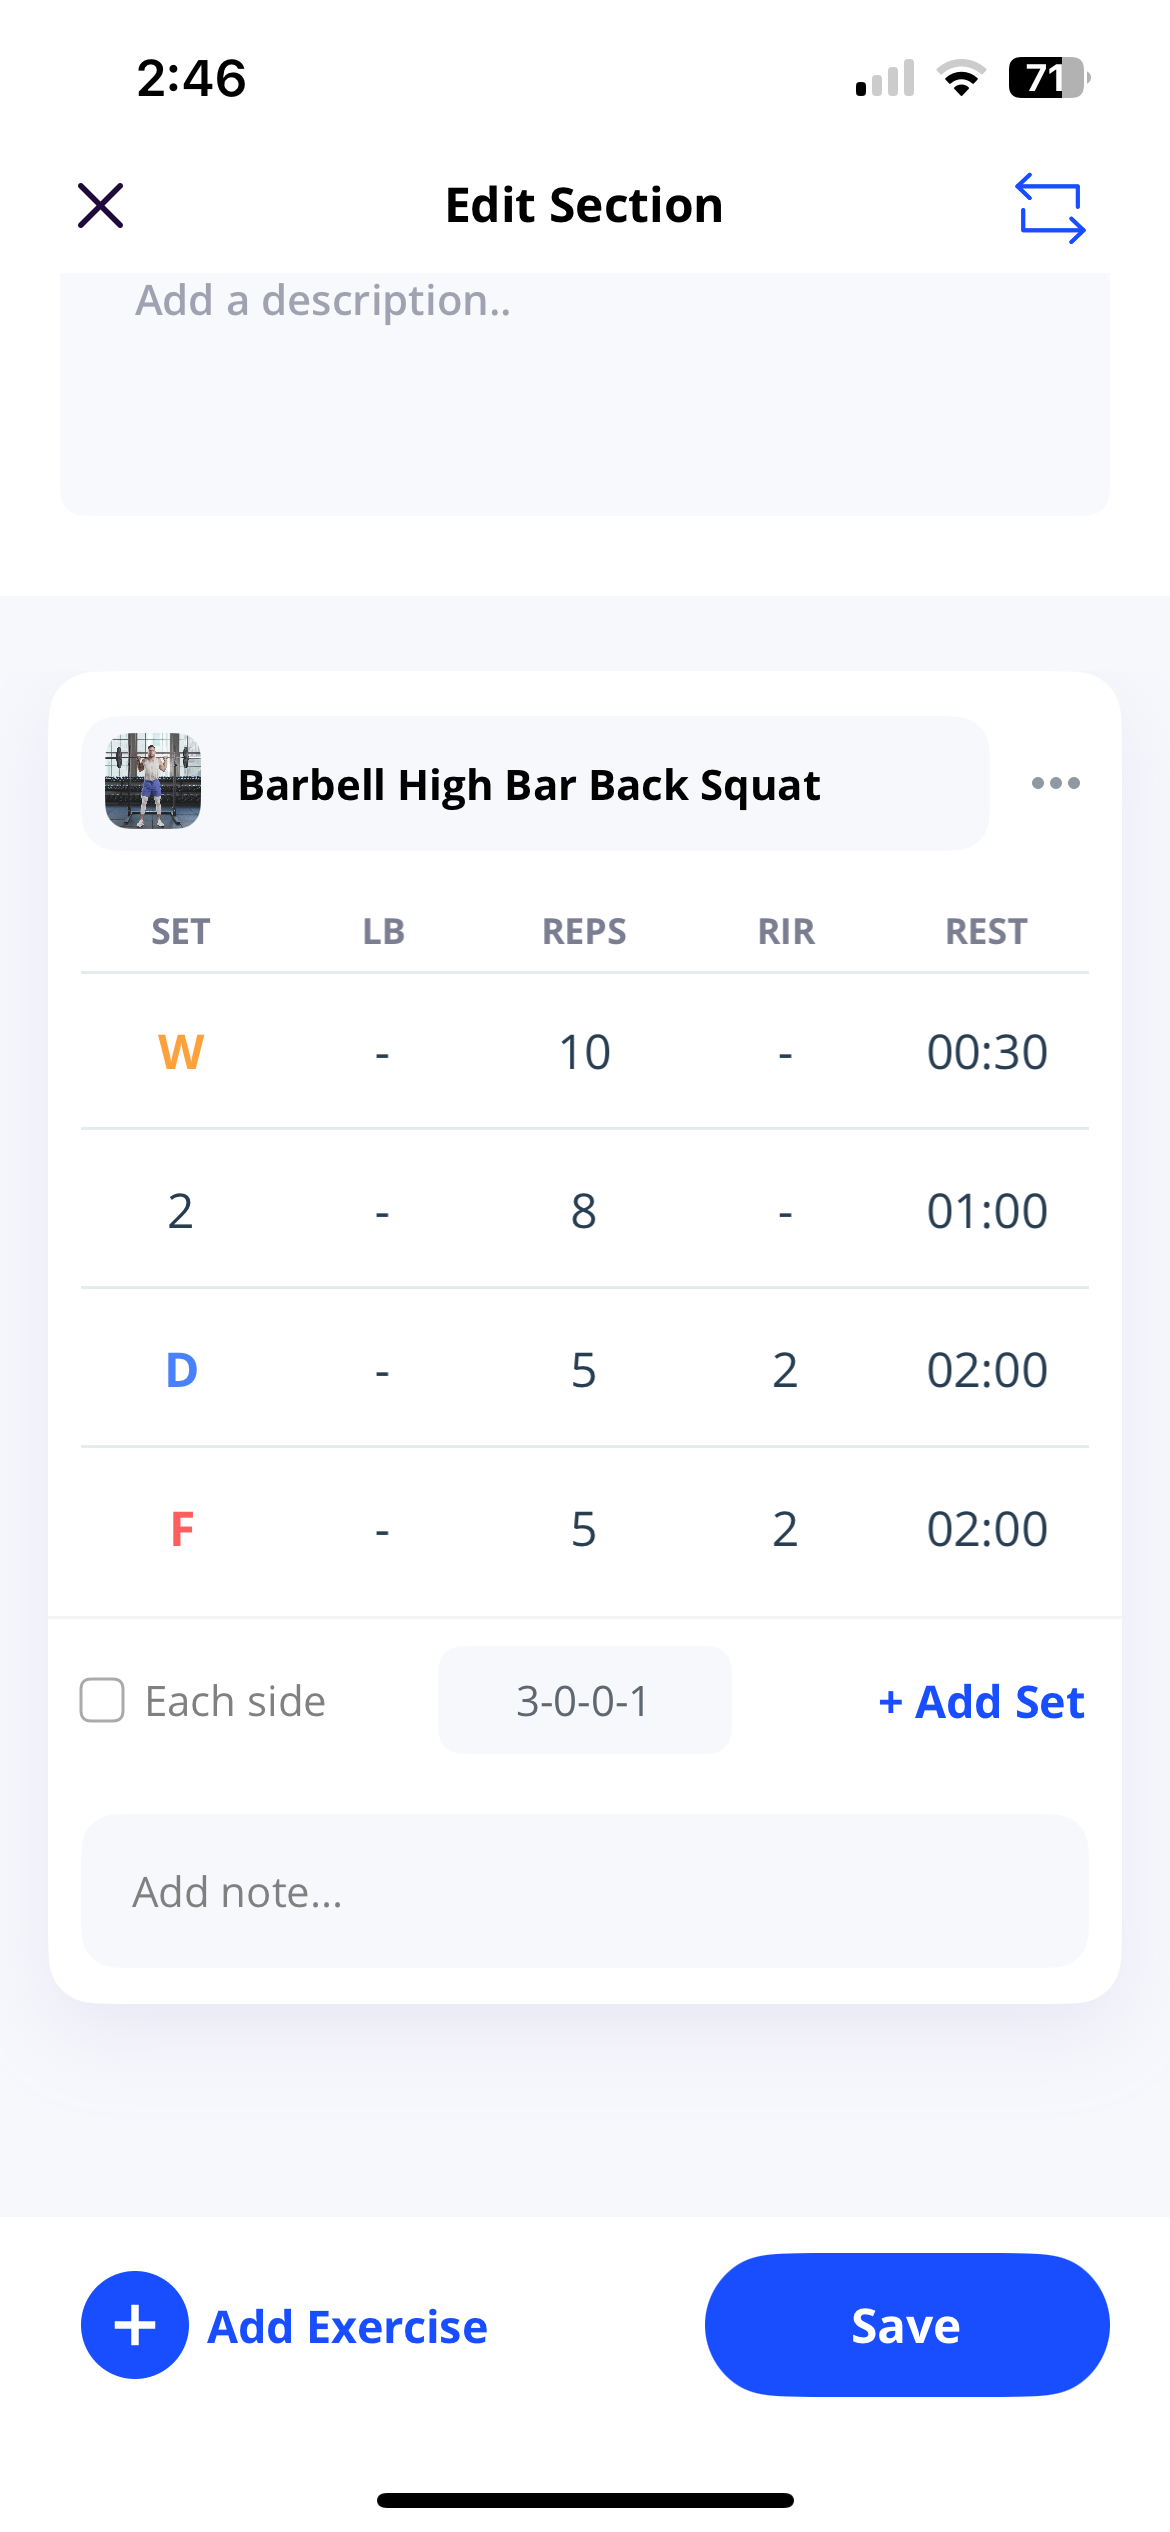 2:46
71
Edit Section
Add a description..
Barbell High Bar Back Squat
SET LB REPS RIR REST
W - 10 - 00:30
2 - 8 - 01:00
D - 5 2 02:00
F - 5 2 02:00
Each side 3-0-0-1 + Add Set
Add note...
Add Exercise Save